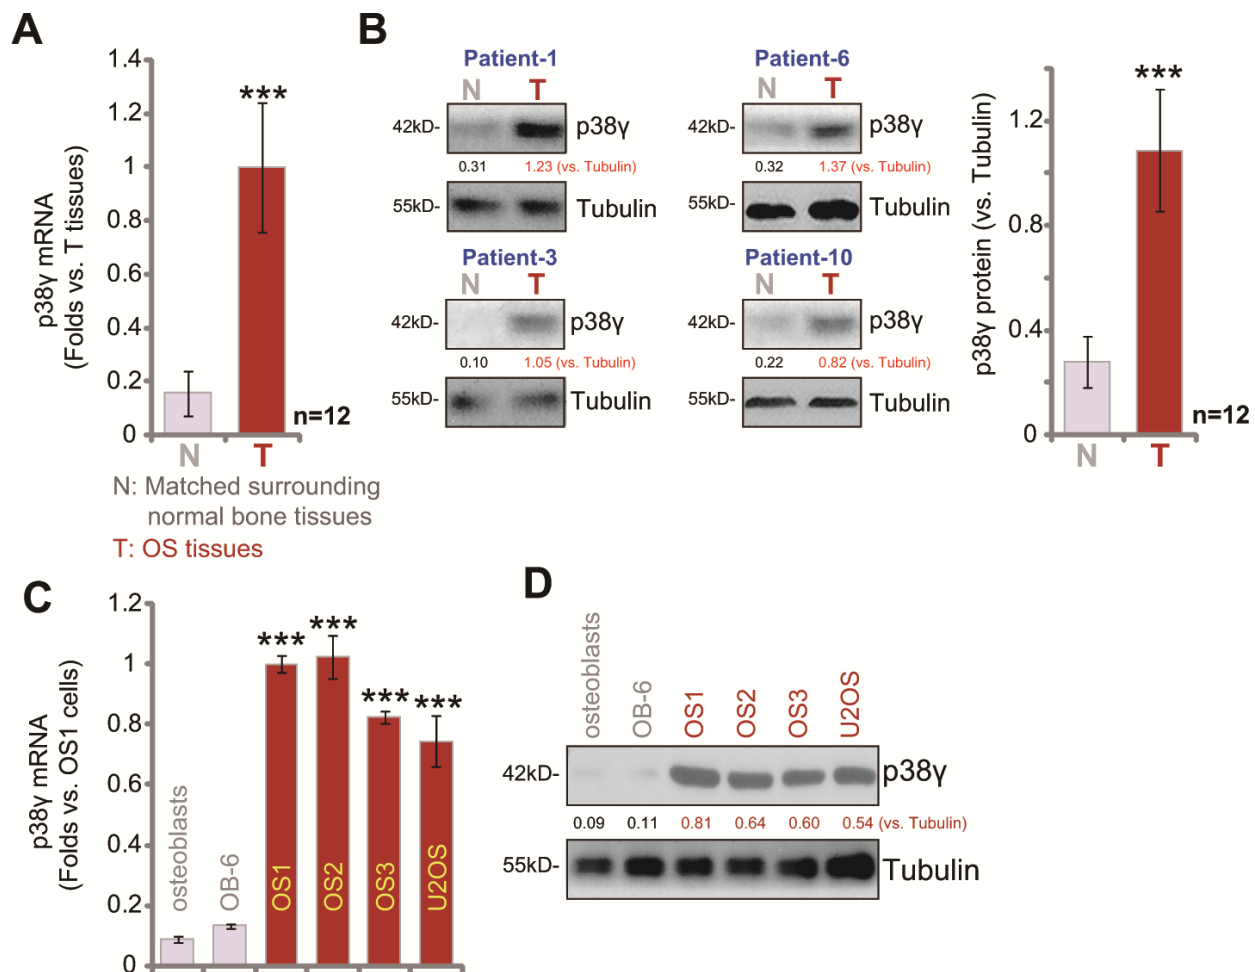 A
1.4
1.2
1
0.8
0.6
0.4
0.2
0
p38γ mRNA
(Folds vs. T tissues)
***
n=12
N
T
N: Matched surrounding
normal bone tissues
T: OS tissues
B
Patient-1
N T
42kD-
p38γ
0.31 1.23 (vs. Tubulin)
55kD-
Tubulin
Patient-6
N T
42kD-
p38γ
0.32 1.37 (vs. Tubulin)
55kD-
Tubulin
Patient-3
N T
42kD-
p38γ
0.10 1.05 (vs. Tubulin)
55kD-
Tubulin
Patient-10
N T
42kD-
p38γ
0.22 0.82 (vs. Tubulin)
55kD-
Tubulin
p38γ protein (vs. Tubulin)
1.2
0.8
0.4
0
***
n=12
N
T
C
1.2
1
0.8
0.6
0.4
0.2
0
p38γ mRNA
(Folds vs. OS1 cells)
*** *** *** ***
osteoblasts
OB-6
OS1
OS2
OS3
U2OS
D
osteoblasts
OB-6
OS1
OS2
OS3
U2OS
42kD-
p38γ
0.09 0.11 0.81 0.64 0.60 0.54 (vs. Tubulin)
55kD-
Tubulin